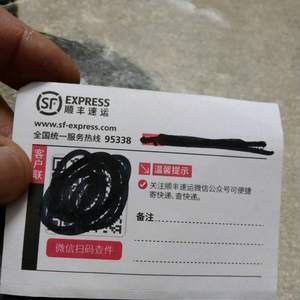 SF EXPRESS
顺丰速运
www.sf-express.com
全国统一服务热线 95338
客户联
温馨提示
关注顺丰速运微信公众号可便捷
寄快递、查快递。
备注
微信扫码查件